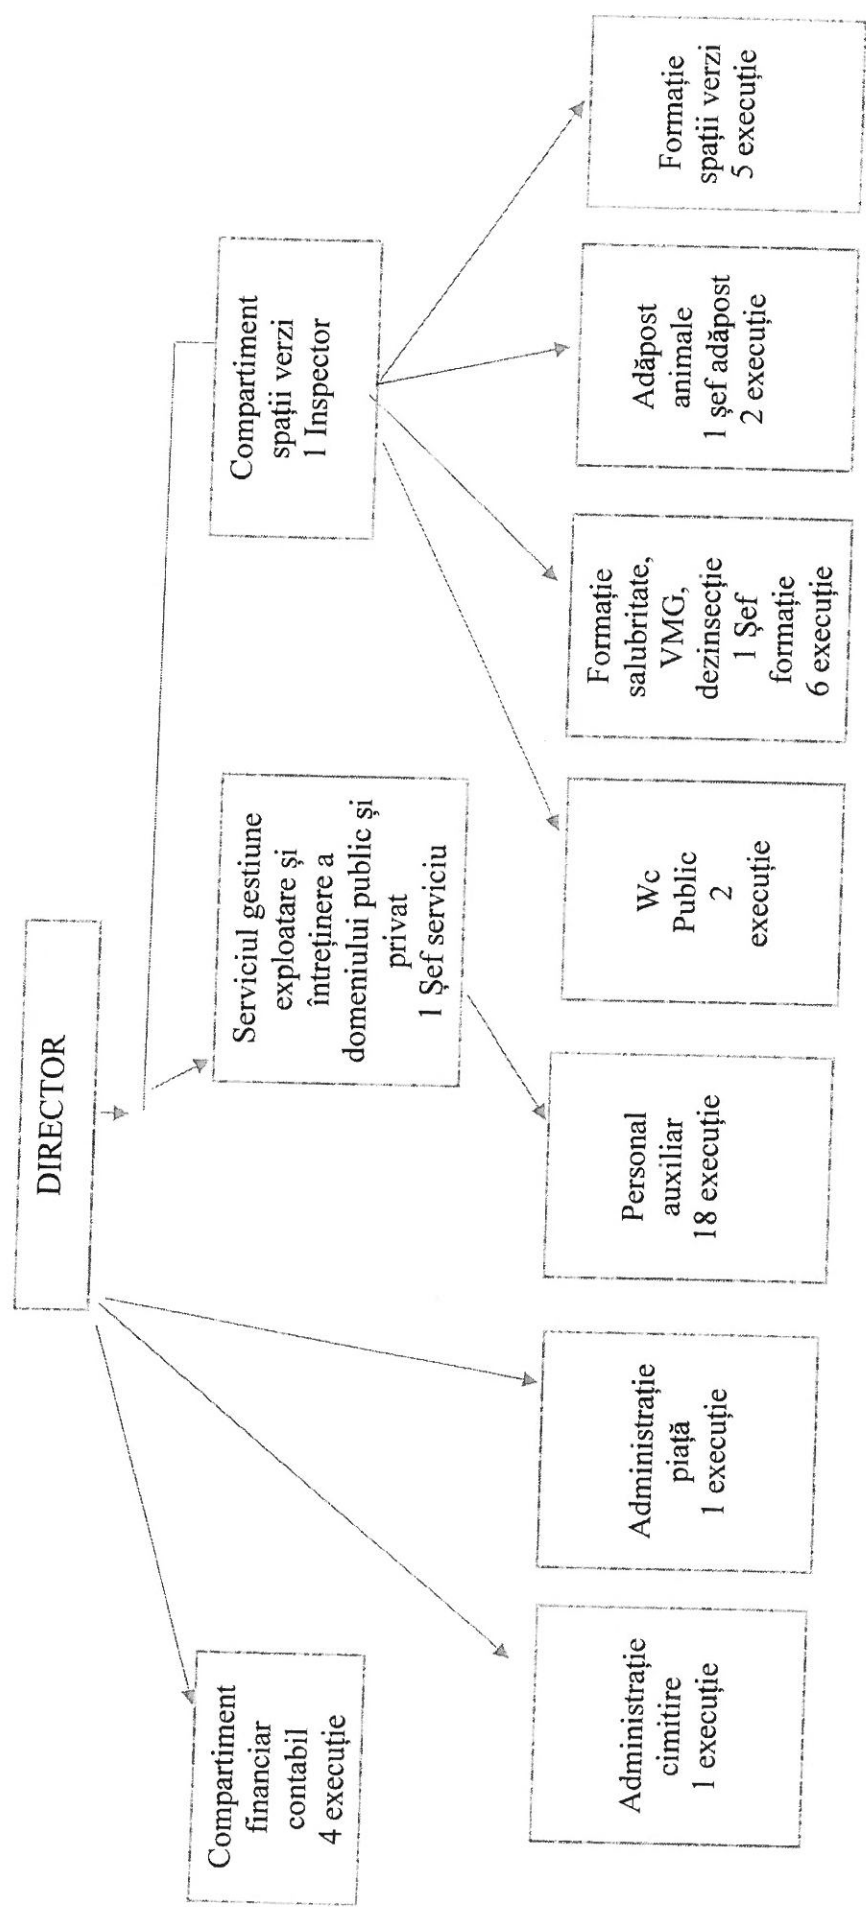 DIRECTOR
Compartiment
financiar
contabil
4 execuție
Serviciul gestiune
exploatare și
întreținere a
domeniului public și
privat
1 Șef serviciu
Compartiment
spații verzi
1 Inspector
Administrație
cimitire
1 execuție
Administrație
piață
1 execuție
Personal
auxiliar
18 execuție
Wc
Public
2
execuție
Formație
salubritate,
VMG,
dezinsecție
1 Șef
formație
6 execuție
Adăpost
animale
1 șef adăpost
2 execuție
Formație
spații verzi
5 execuție